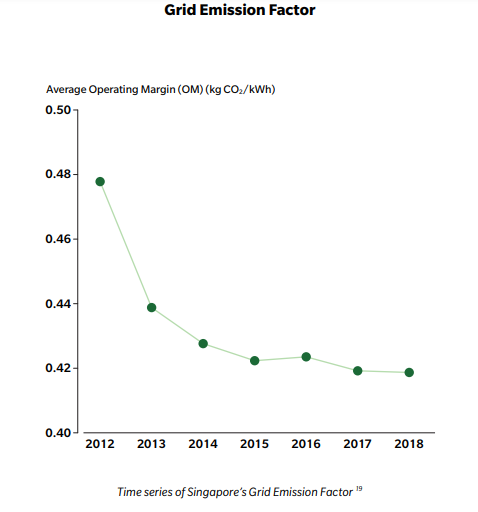 Grid Emission Factor
Average Operating Margin (OM) (kg CO₂/kWh)
0.50
0.48
0.46
0.44
0.42
0.40
2012 2013 2014 2015 2016 2017 2018
Time series of Singapore's Grid Emission Factor ¹⁹